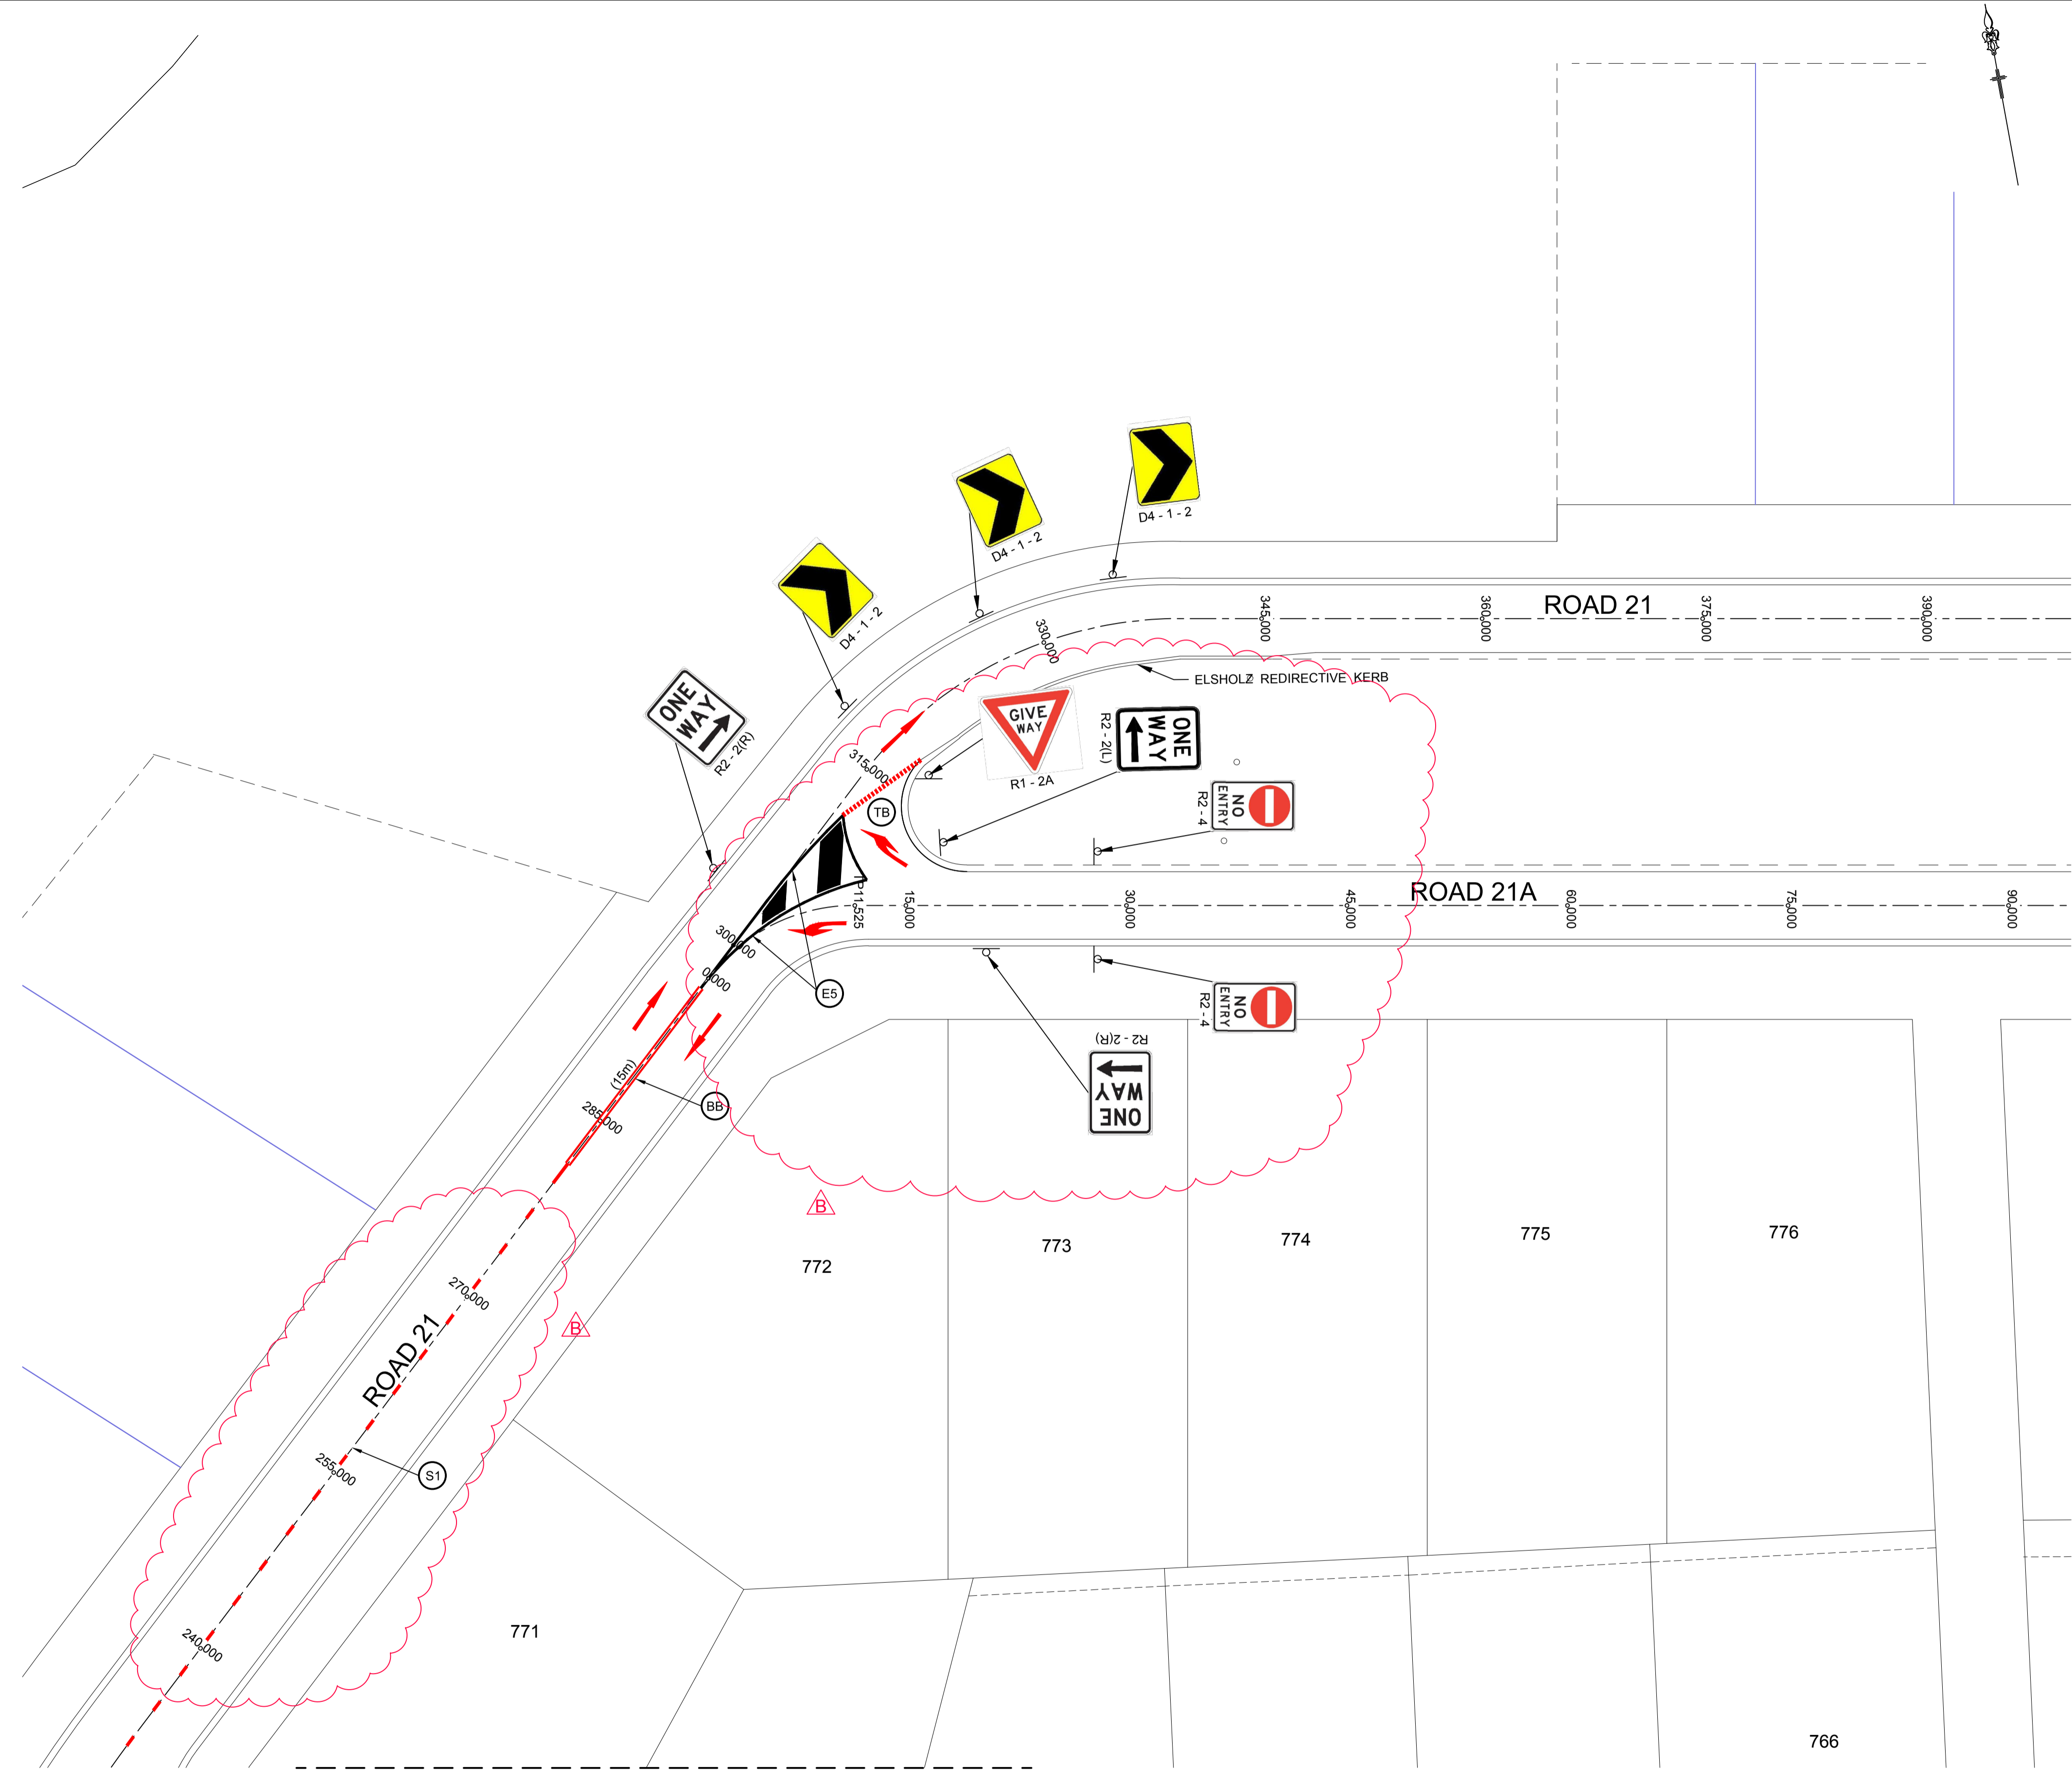 D4 - 1 - 2
D4 - 1 - 2
D4 - 1 - 2
345.000
360.000
ROAD 21
375.000
390.000
330.000
ELSHOLZ REDIRECTIVE KERB
ONE
WAY
R2 - 2(R)
GIVE
WAY
R1 - 2A
ONE
WAY
R2 - 2(L)
315.000
TB
NO
ENTRY
R2 - 4
TP11.525
15.000
30.000
45.000
ROAD 21A
60.000
75.000
90.000
300.000
0.000
E5
NO
ENTRY
R2 - 4
R2 - 2(R)
ONE
WAY
(15m)
285.000
BB
B
772
773
774
775
776
270.000
B
ROAD 21
255.000
S1
240.000
771
766